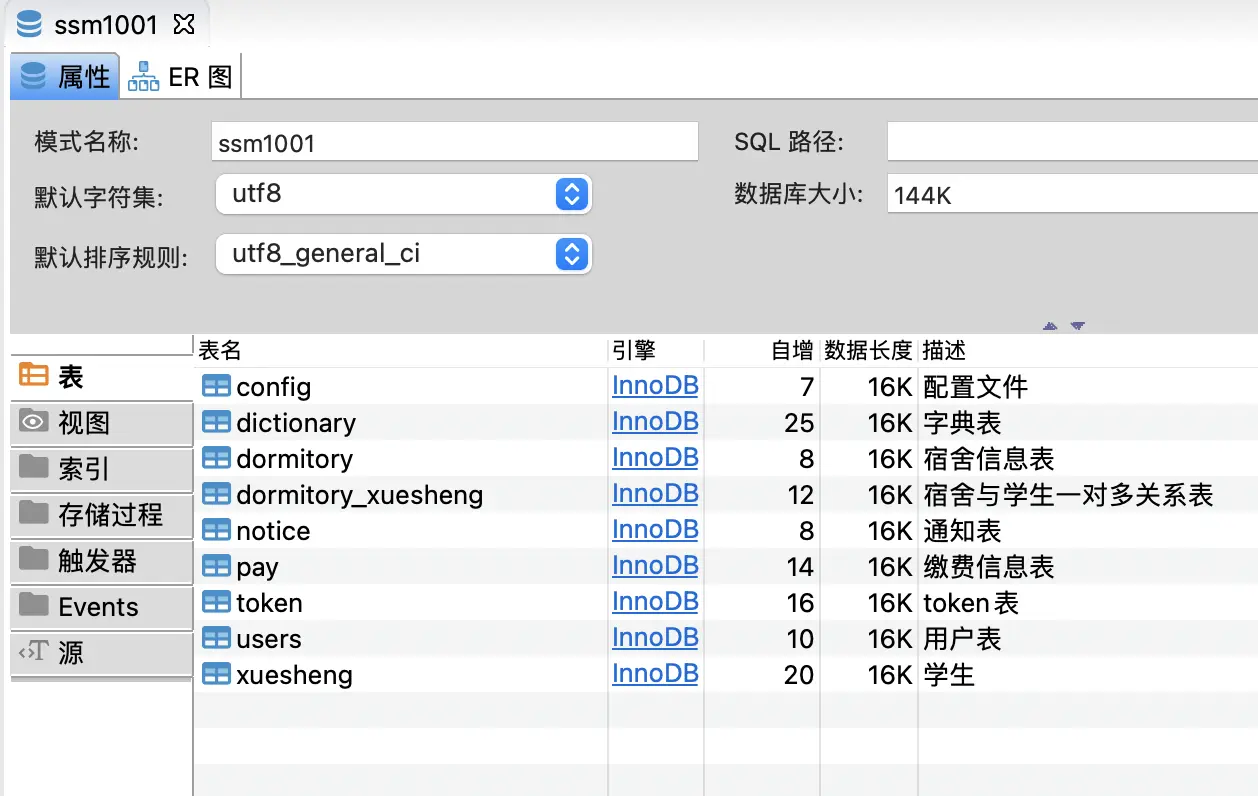 ssm1001
属性 ER 图
模式名称: ssm1001 SQL 路径:
默认字符集: utf8 数据库大小: 144K
默认排序规则: utf8_general_ci
表名 引擎 自增 数据长度 描述
表
config InnoDB 7 16K 配置文件
视图
dictionary InnoDB 25 16K 字典表
索引
dormitory InnoDB 8 16K 宿舍信息表
存储过程
dormitory_xuesheng InnoDB 12 16K 宿舍与学生一对多关系表
notice InnoDB 8 16K 通知表
触发器
pay InnoDB 14 16K 缴费信息表
Events
token InnoDB 16 16K token表
源
users InnoDB 10 16K 用户表
xuesheng InnoDB 20 16K 学生